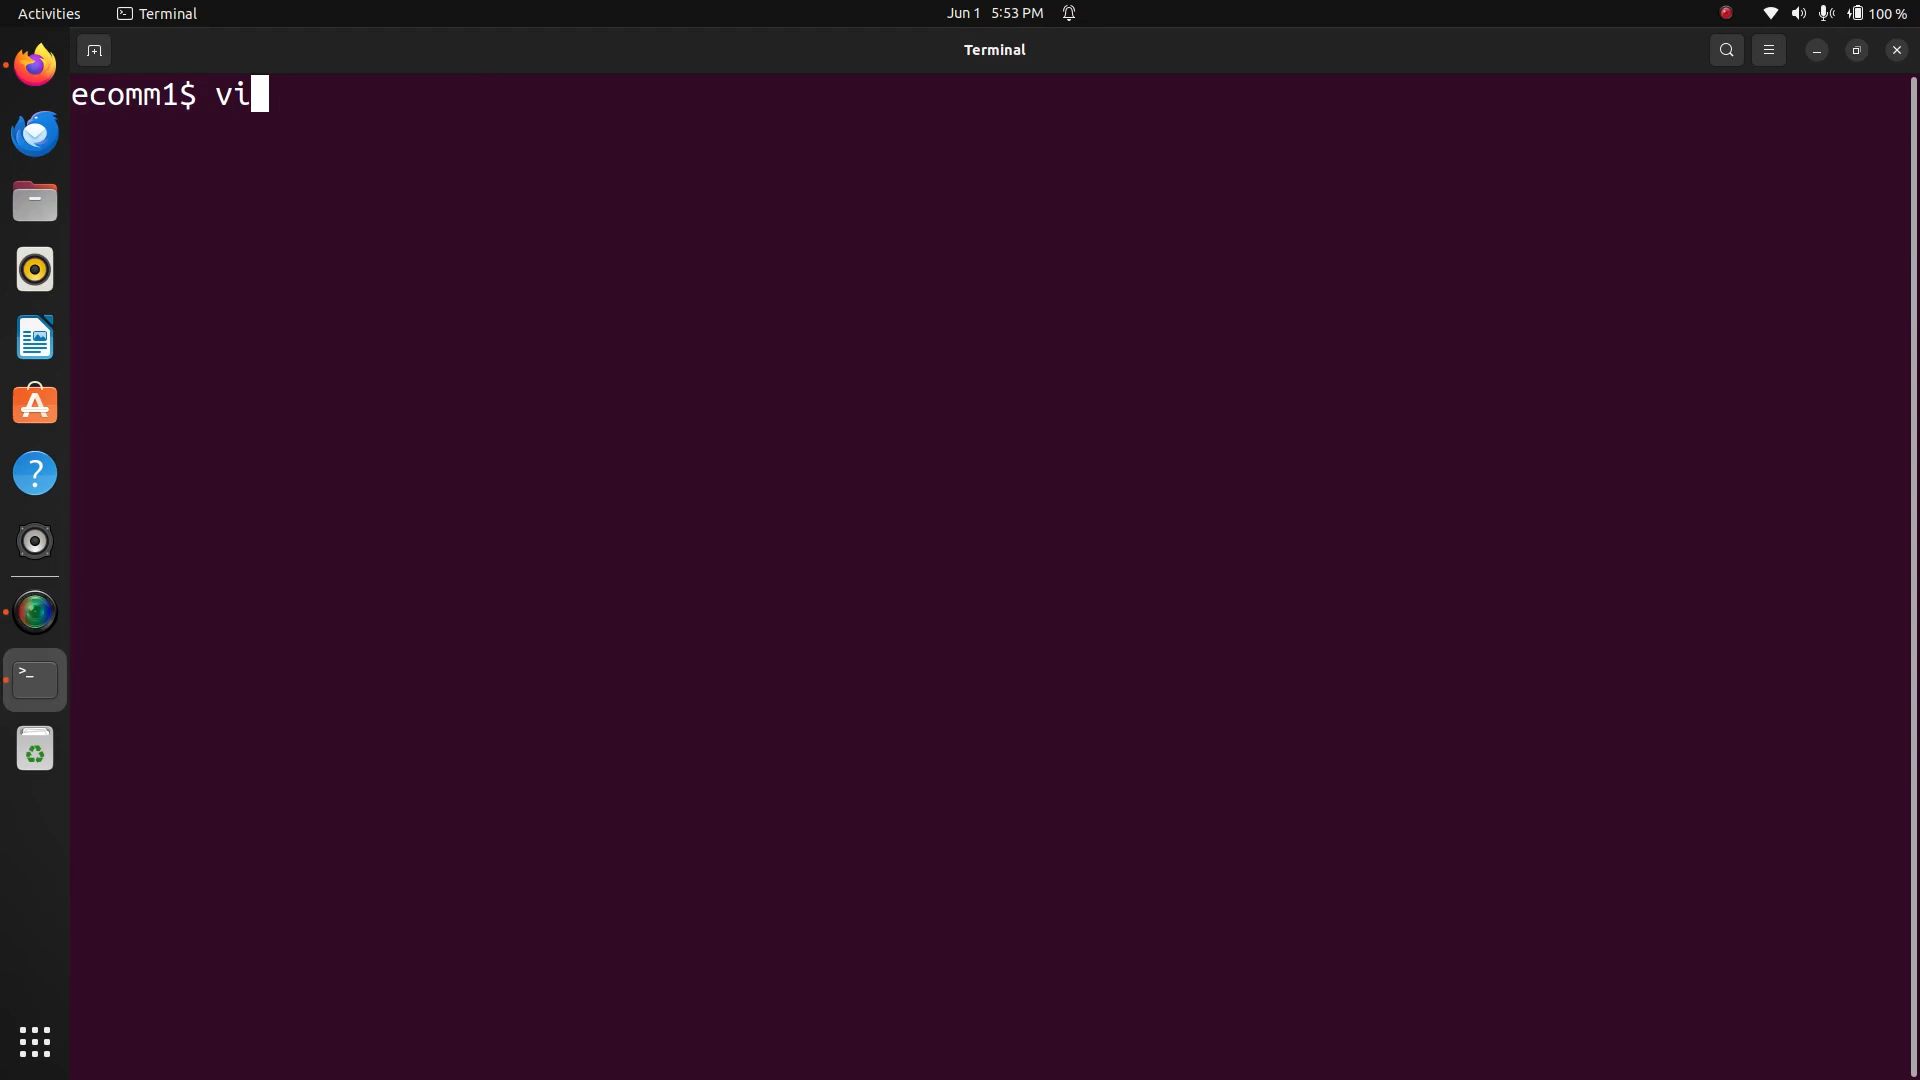 Activities
Terminal
Jun 1 5:53 PM
100 %
Terminal
ecomm1$ vi